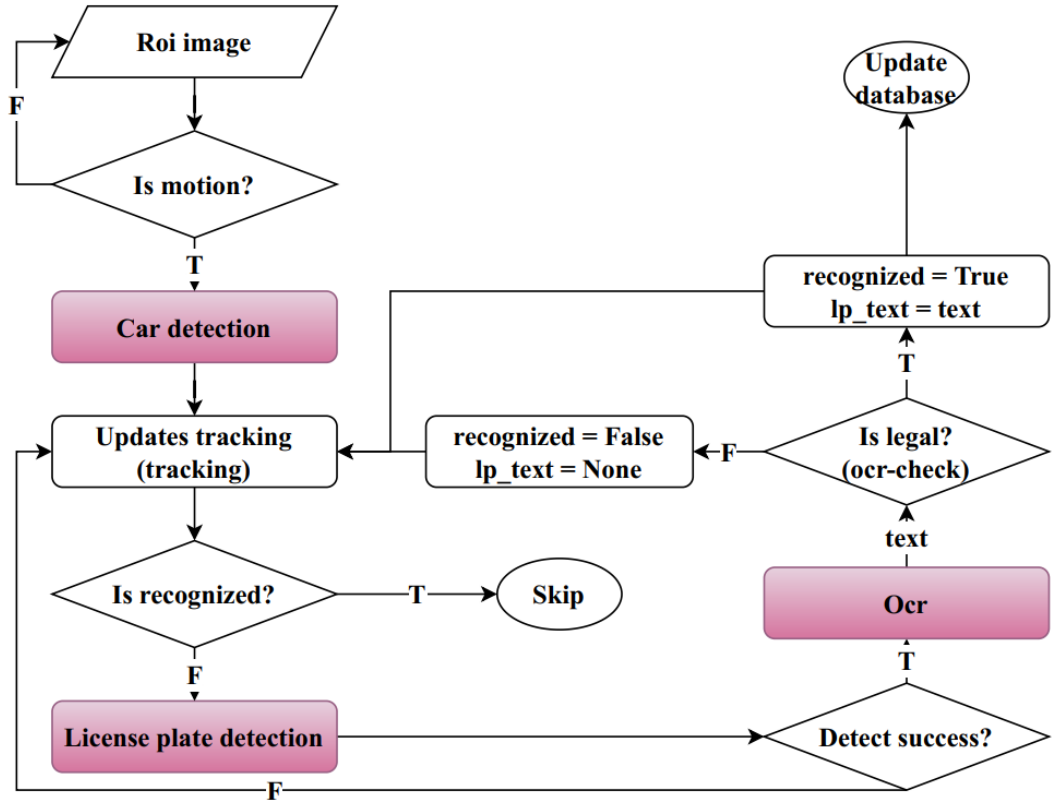 Roi image
F
Is motion?
T
Car detection
Updates tracking
(tracking)
Is recognized?
T
Skip
F
License plate detection
F
Detect success?
T
Ocr
text
Is legal?
(ocr-check)
F
recognized = False
lp_text = None
T
recognized = True
lp_text = text
Update
database